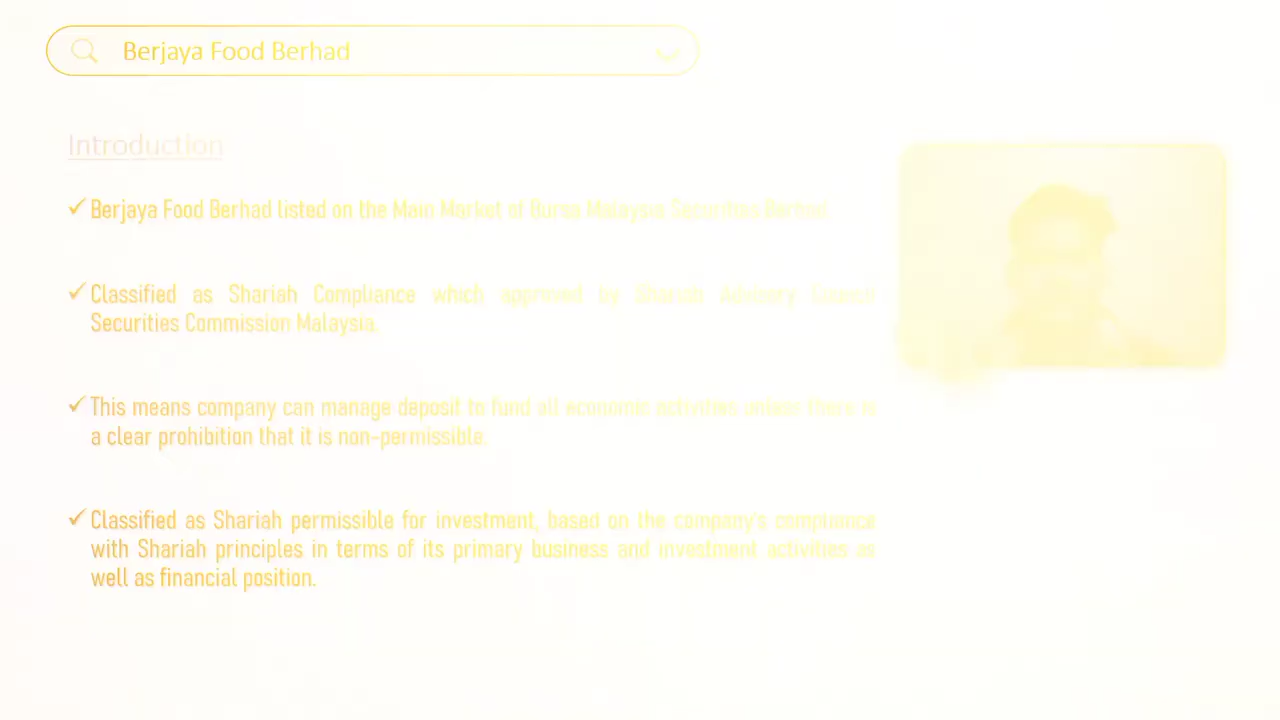 Berjaya Food Berhad
Introduction
✓ Berjaya Food Berhad listed on the Main Market of Bursa Malaysia Securities Berhad
✓ Classified as Shariah Compliance which approved by Shariah Advisory Council
Securities Commission Malaysia.
✓ This means company can manage deposit to fund all economic activities unless there is
a clear prohibition that it is non-permissible.
✓ Classified as Shariah permissible for investment, based on the company's compliance
with Shariah principles in terms of its primary business and investment activities as
well as financial position.